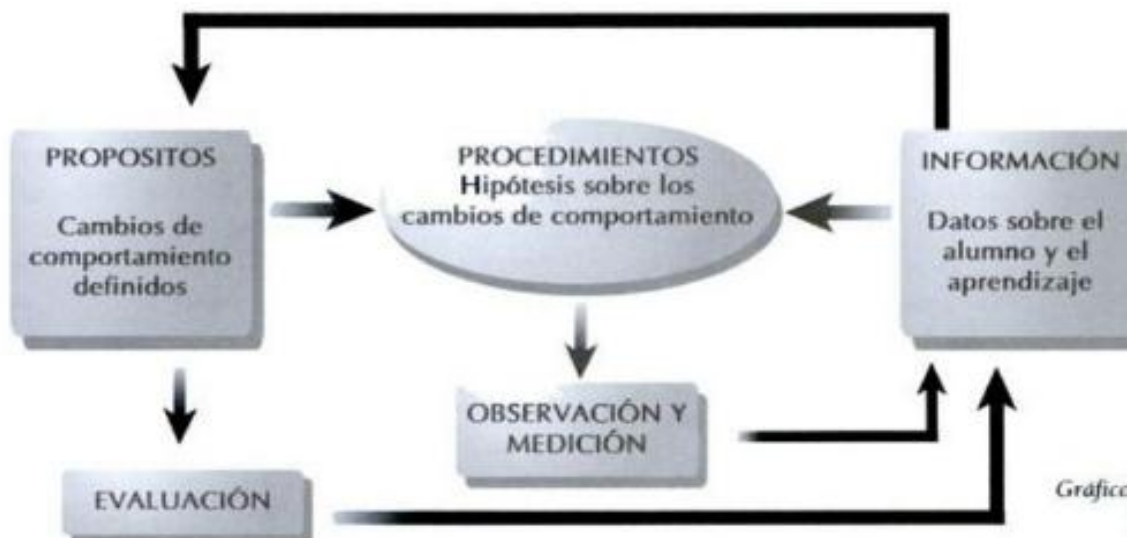 PROPOSITOS
Cambios de
comportamiento
definidos
PROCEDIMIENTOS
Hipótesis sobre los
cambios de comportamiento
INFORMACIÓN
Datos sobre el
alumno y el
aprendizaje
OBSERVACIÓN Y
MEDICIÓN
EVALUACIÓN
Gráfico